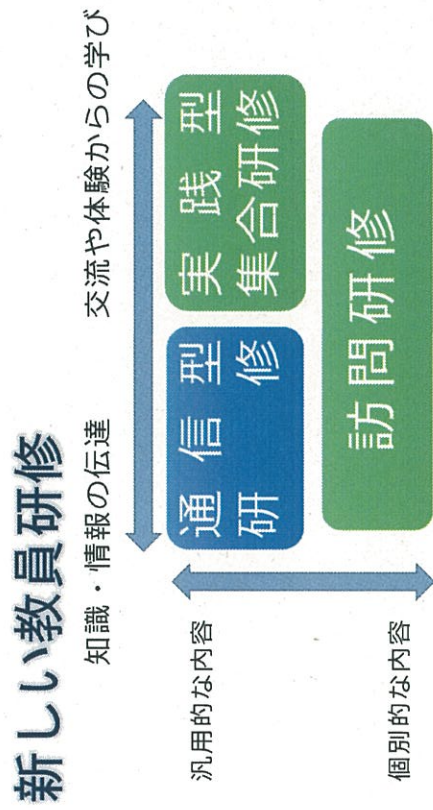 新しい教員研修
知識・情報の伝達
交流や体験からの学び
汎用的な内容
個別的な内容
通信型
研修
実践型
集合研修
訪問研修